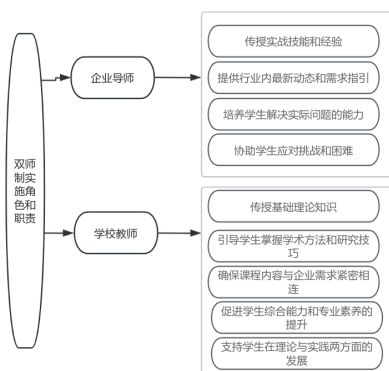 双师
制实
施角
色和
职责
企业导师
传授实战技能和经验
提供行业内最新动态和需求指引
培养学生解决实际问题的能力
协助学生应对挑战和困难
学校教师
传授基础理论知识
引导学生掌握学术方法和研究技
巧
确保课程内容与企业需求紧密相
连
促进学生综合能力和专业素养的
提升
支持学生在理论与实践两方面的
发展